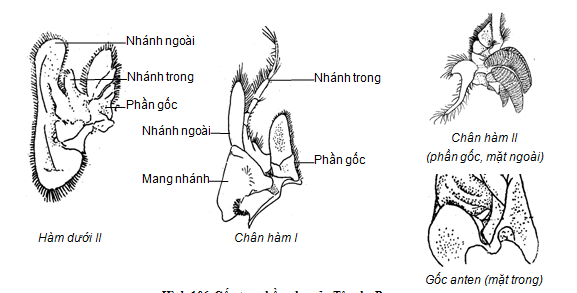 Nhánh ngoài
Nhánh trong
Phần gốc
Hàm dưới II
Nhánh trong
Nhánh ngoài
Phần gốc
Mang nhánh
Chân hàm I
Chân hàm II
(phần gốc, mặt ngoài)
Gốc anten (mặt trong)